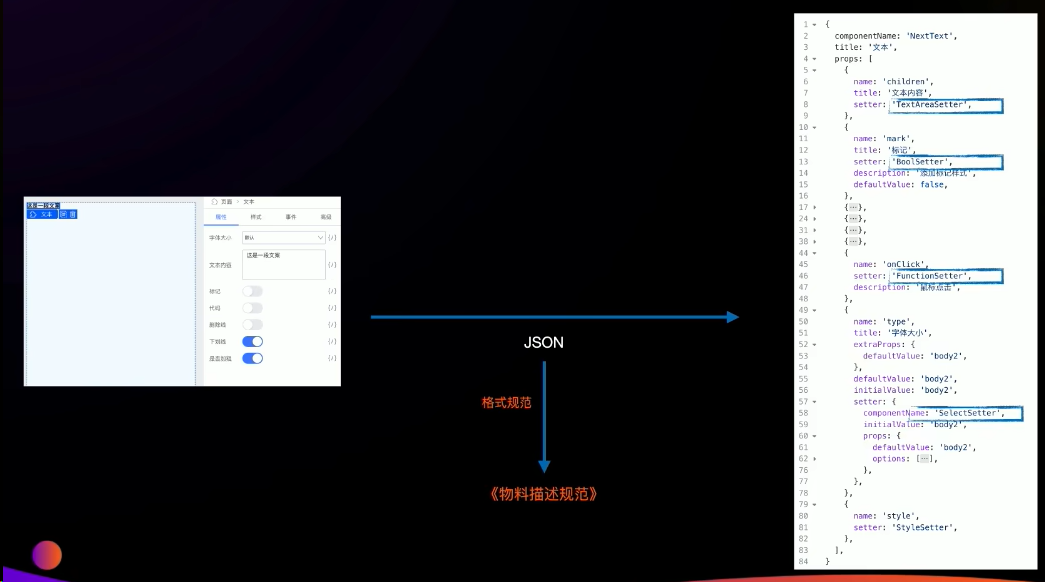 这是一段文案
文本
页面 > 文本
属性 样式 事件 高级
字体大小 默认 {/}
文本内容 这是一段文案 {/}
标记 {/}
代码 {/}
删除线 {/}
下划线 {/}
是否加粗 {/}
JSON
格式规范
《物料描述规范》
1 {
2 componentName: 'NextText',
3 title: '文本',
4 props: [
5 {
6 name: 'children',
7 title: '文本内容',
8 setter: 'TextAreaSetter',
9 },
10 {
11 name: 'mark',
12 title: '标记',
13 setter: 'BoolSetter',
14 description: '添加标记样式',
15 defaultValue: false,
16 },
17 {…},
24 {…},
31 {…},
38 {…},
44 {
45 name: 'onClick',
46 setter: 'FunctionSetter',
47 description: '鼠标点击',
48 },
49 {
50 name: 'type',
51 title: '字体大小',
52 extraProps: {
53 defaultValue: 'body2',
54 },
55 defaultValue: 'body2',
56 initialValue: 'body2',
57 setter: {
58 componentName: 'SelectSetter',
59 initialValue: 'body2',
60 props: {
61 defaultValue: 'body2',
62 options: […],
76 },
77 },
78 },
79 {
80 name: 'style',
81 setter: 'StyleSetter',
82 },
83 ],
84 }